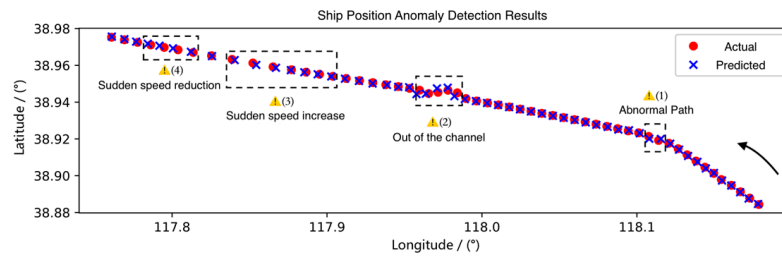 Ship Position Anomaly Detection Results
38.98
38.96
38.94
38.92
38.90
38.88
Latitude / (°)
(4)
Sudden speed reduction
(3)
Sudden speed increase
(2)
Out of the channel
(1)
Abnormal Path
Actual
Predicted
117.8
117.9
118.0
118.1
Longitude / (°)